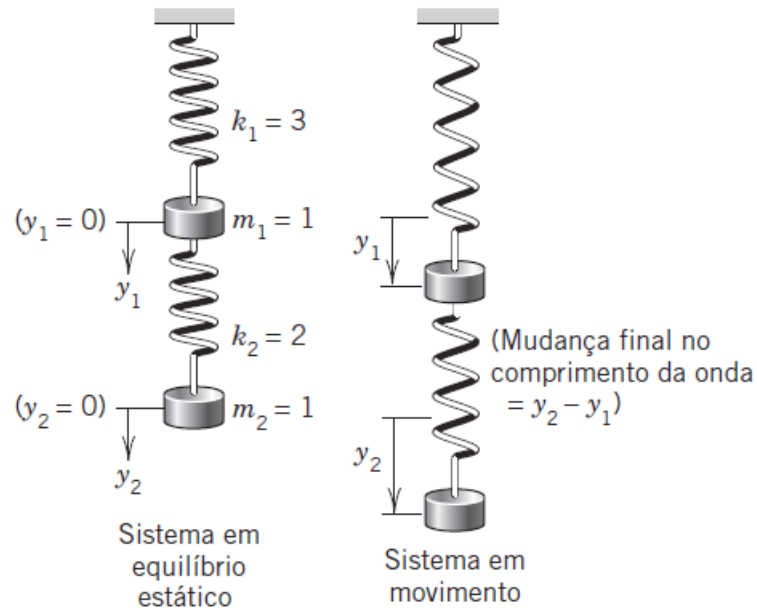 k₁ = 3
(y₁ = 0)
m₁ = 1
y₁
k₂ = 2
(y₂ = 0)
m₂ = 1
y₂
Sistema em
equilíbrio
estático
y₁
(Mudança final no
comprimento da onda
= y₂ – y₁)
y₂
Sistema em
movimento